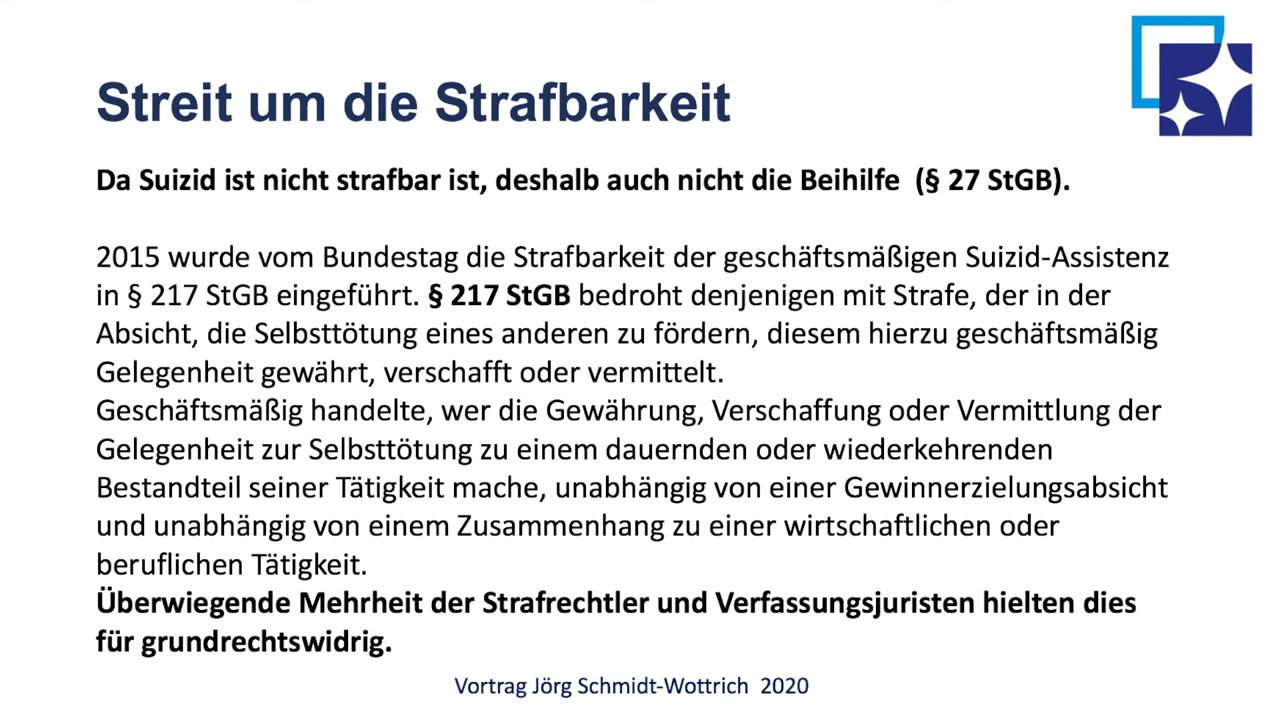 Streit um die Strafbarkeit
Da Suizid ist nicht strafbar ist, deshalb auch nicht die Beihilfe (§ 27 StGB).
2015 wurde vom Bundestag die Strafbarkeit der geschäftsmäßigen Suizid-Assistenz
in § 217 StGB eingeführt. § 217 StGB bedroht denjenigen mit Strafe, der in der
Absicht, die Selbsttötung eines anderen zu fördern, diesem hierzu geschäftsmäßig
Gelegenheit gewährt, verschafft oder vermittelt.
Geschäftsmäßig handelte, wer die Gewährung, Verschaffung oder Vermittlung der
Gelegenheit zur Selbsttötung zu einem dauernden oder wiederkehrenden
Bestandteil seiner Tätigkeit mache, unabhängig von einer Gewinnerzielungsabsicht
und unabhängig von einem Zusammenhang zu einer wirtschaftlichen oder
beruflichen Tätigkeit.
Überwiegende Mehrheit der Strafrechtler und Verfassungsjuristen hielten dies
für grundrechtswidrig.
Vortrag Jörg Schmidt-Wottrich 2020